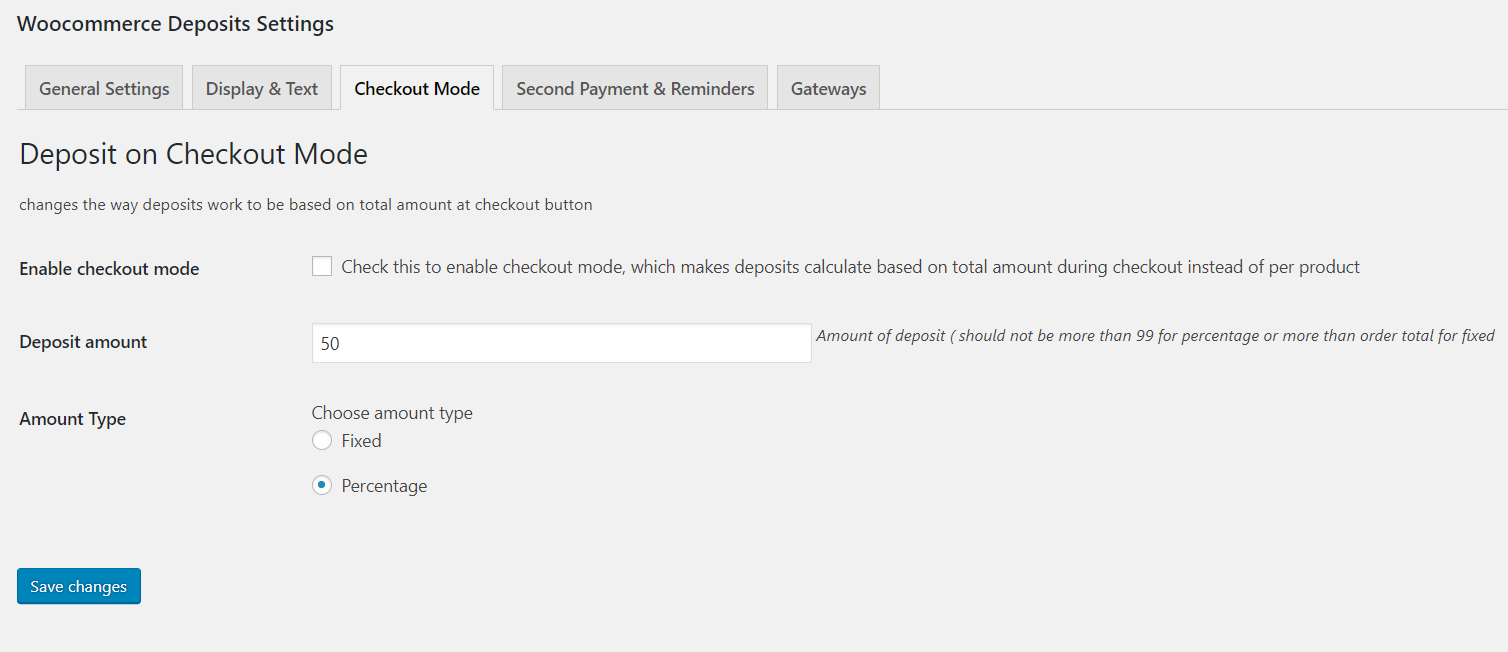 Woocommerce Deposits Settings
General Settings
Display & Text
Checkout Mode
Second Payment & Reminders
Gateways
Deposit on Checkout Mode
changes the way deposits work to be based on total amount at checkout button
Enable checkout mode
Check this to enable checkout mode, which makes deposits calculate based on total amount during checkout instead of per product
Deposit amount
50
Amount of deposit ( should not be more than 99 for percentage or more than order total for fixed
Amount Type
Choose amount type
Fixed
Percentage
Save changes